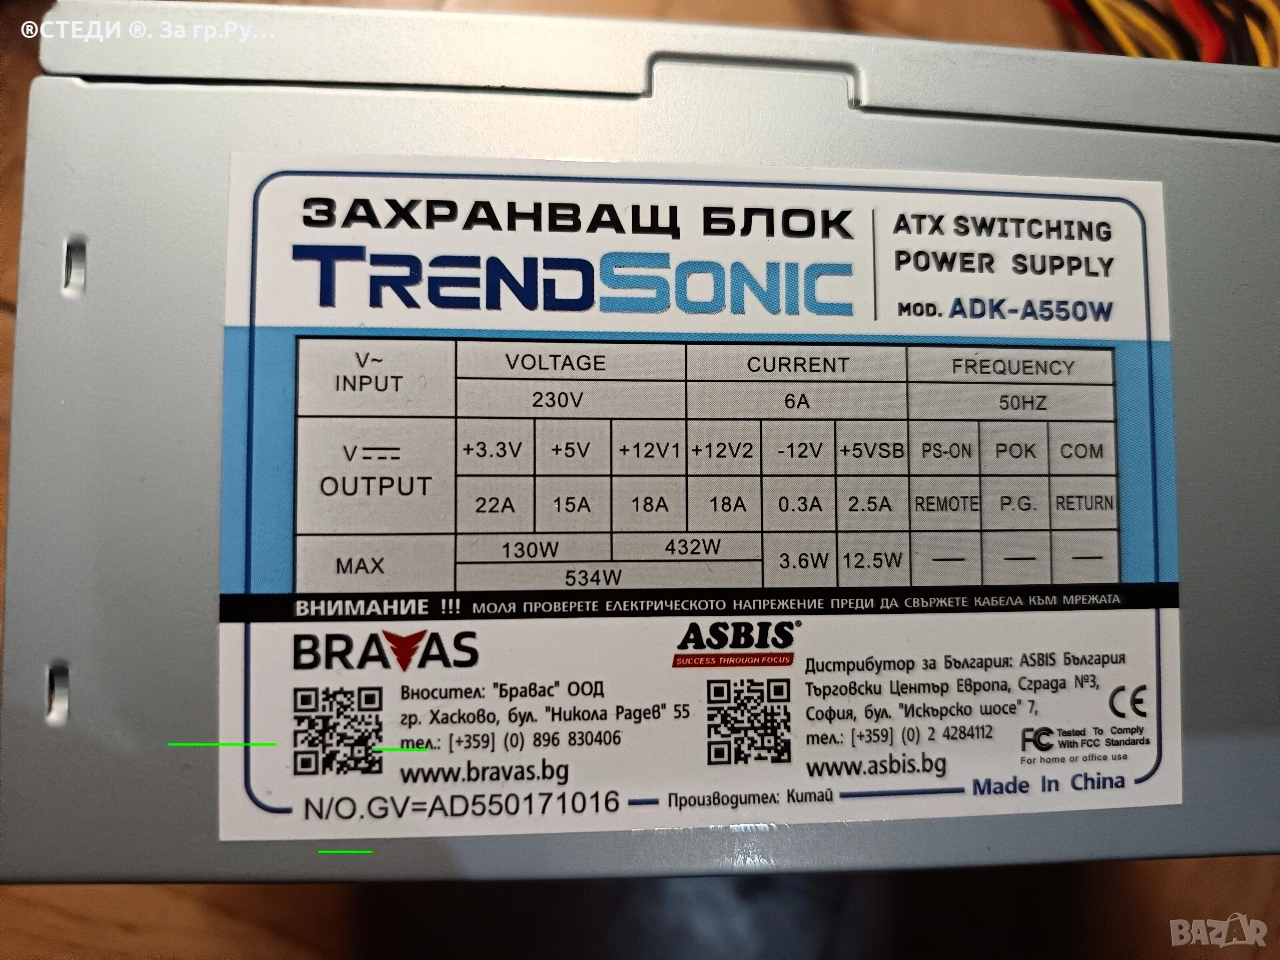 ®СТЕДИ ®. За гр.Ру...
ЗАХРАНВАЩ БЛОК
TRENDSONIC
ATX SWITCHING
POWER SUPPLY
MOD. ADK-A550W
V~ INPUT VOLTAGE CURRENT FREQUENCY
230V 6A 50HZ
V OUTPUT +3.3V +5V +12V1 +12V2 -12V +5VSB PS-ON POK COM
22A 15A 18A 18A 0.3A 2.5A REMOTE P.G. RETURN
MAX 130W 432W 3.6W 12.5W — — —
534W
ВНИМАНИЕ !!! МОЛЯ ПРОВЕРЕТЕ ЕЛЕКТРИЧЕСКОТО НАПРЕЖЕНИЕ ПРЕДИ ДА СВЪРЖЕТЕ КАБЕЛА КЪМ МРЕЖАТА
BRAVAS
Вносител: "Бравас" ООД
гр. Хасково, бул. "Никола Радев" 55
тел.: [+359] (0) 896 830406
www.bravas.bg
ASBIS®
SUCCESS THROUGH FOCUS
Дистрибутор за България: ASBIS България
Търговски Център Европа, Сграда №3,
София, бул. "Искърско шосе" 7,
тел.: [+359] (0) 2 4284112
www.asbis.bg
CE
FC Tested To Comply
With FCC Standards
For home or office use
N/O.GV=AD550171016
Производител: Китай
Made In China
BAZAR